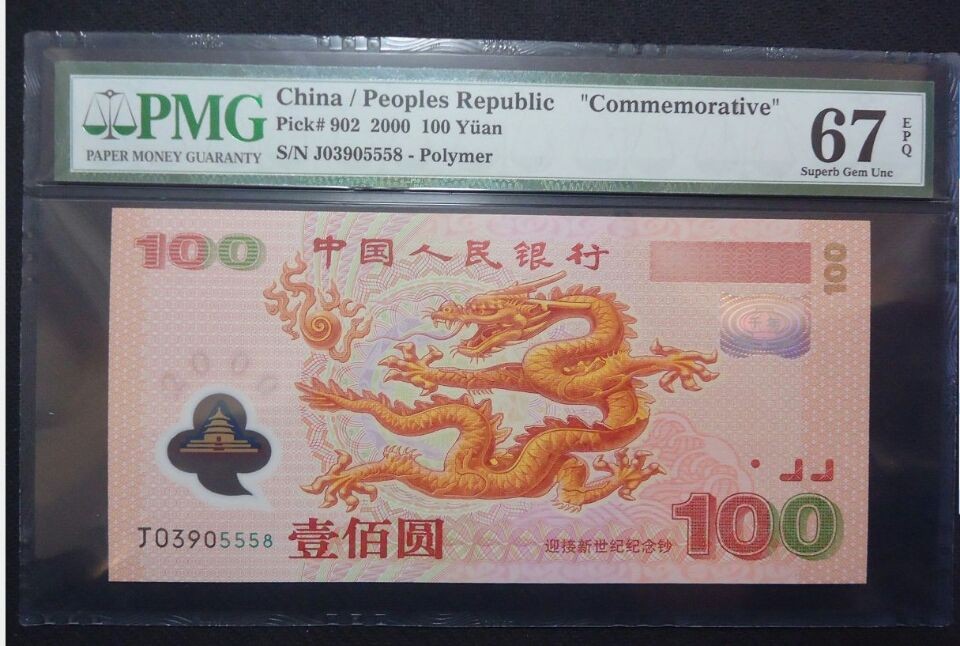 PMG
PAPER MONEY GUARANTY
China / Peoples Republic "Commemorative"
Pick# 902 2000 100 Yüan
S/N J03905558 - Polymer
67
EPQ
Superb Gem Unc
100
中国人民银行
100
2000
J03905558
壹佰圆
迎接新世纪纪念钞
100